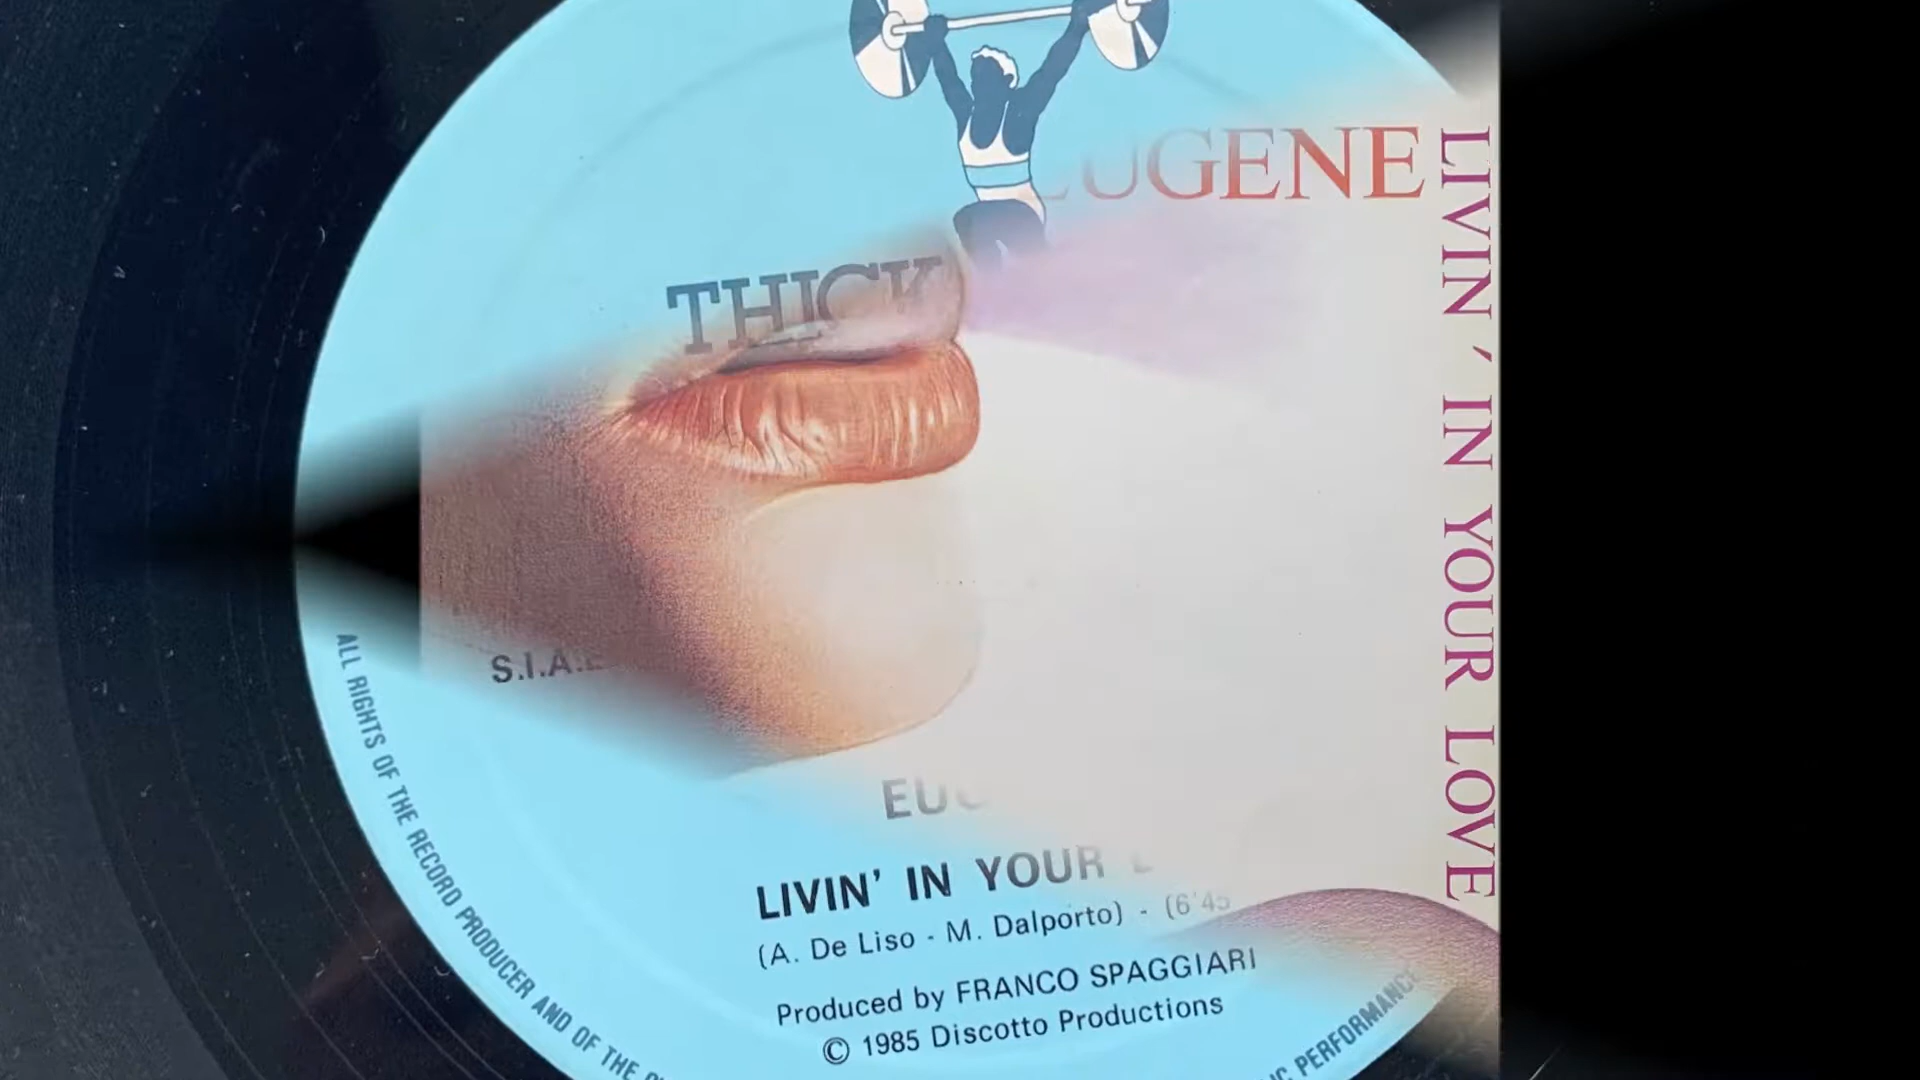 EUGENE
LIVIN' IN YOUR LOVE
THICK
S.I.A.
LIVIN' IN YOUR
(A. De Liso - M. Dalporto) - (6'45
Produced by FRANCO SPAGGIARI
© 1985 Discotto Productions
ALL RIGHTS OF THE RECORD PRODUCER AND OF THE
PERFORMANCE